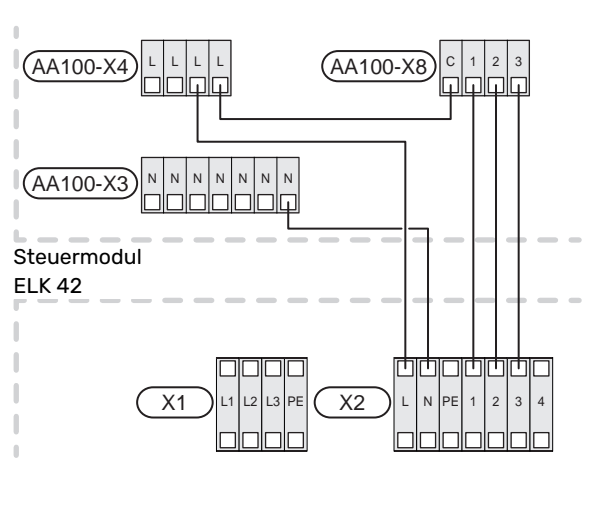 AA100-X4 L L L L AA100-X8 C 1 2 3
AA100-X3 N N N N N N N
Steuermodul
ELK 42
X1 L1 L2 L3 PE X2 L N PE 1 2 3 4